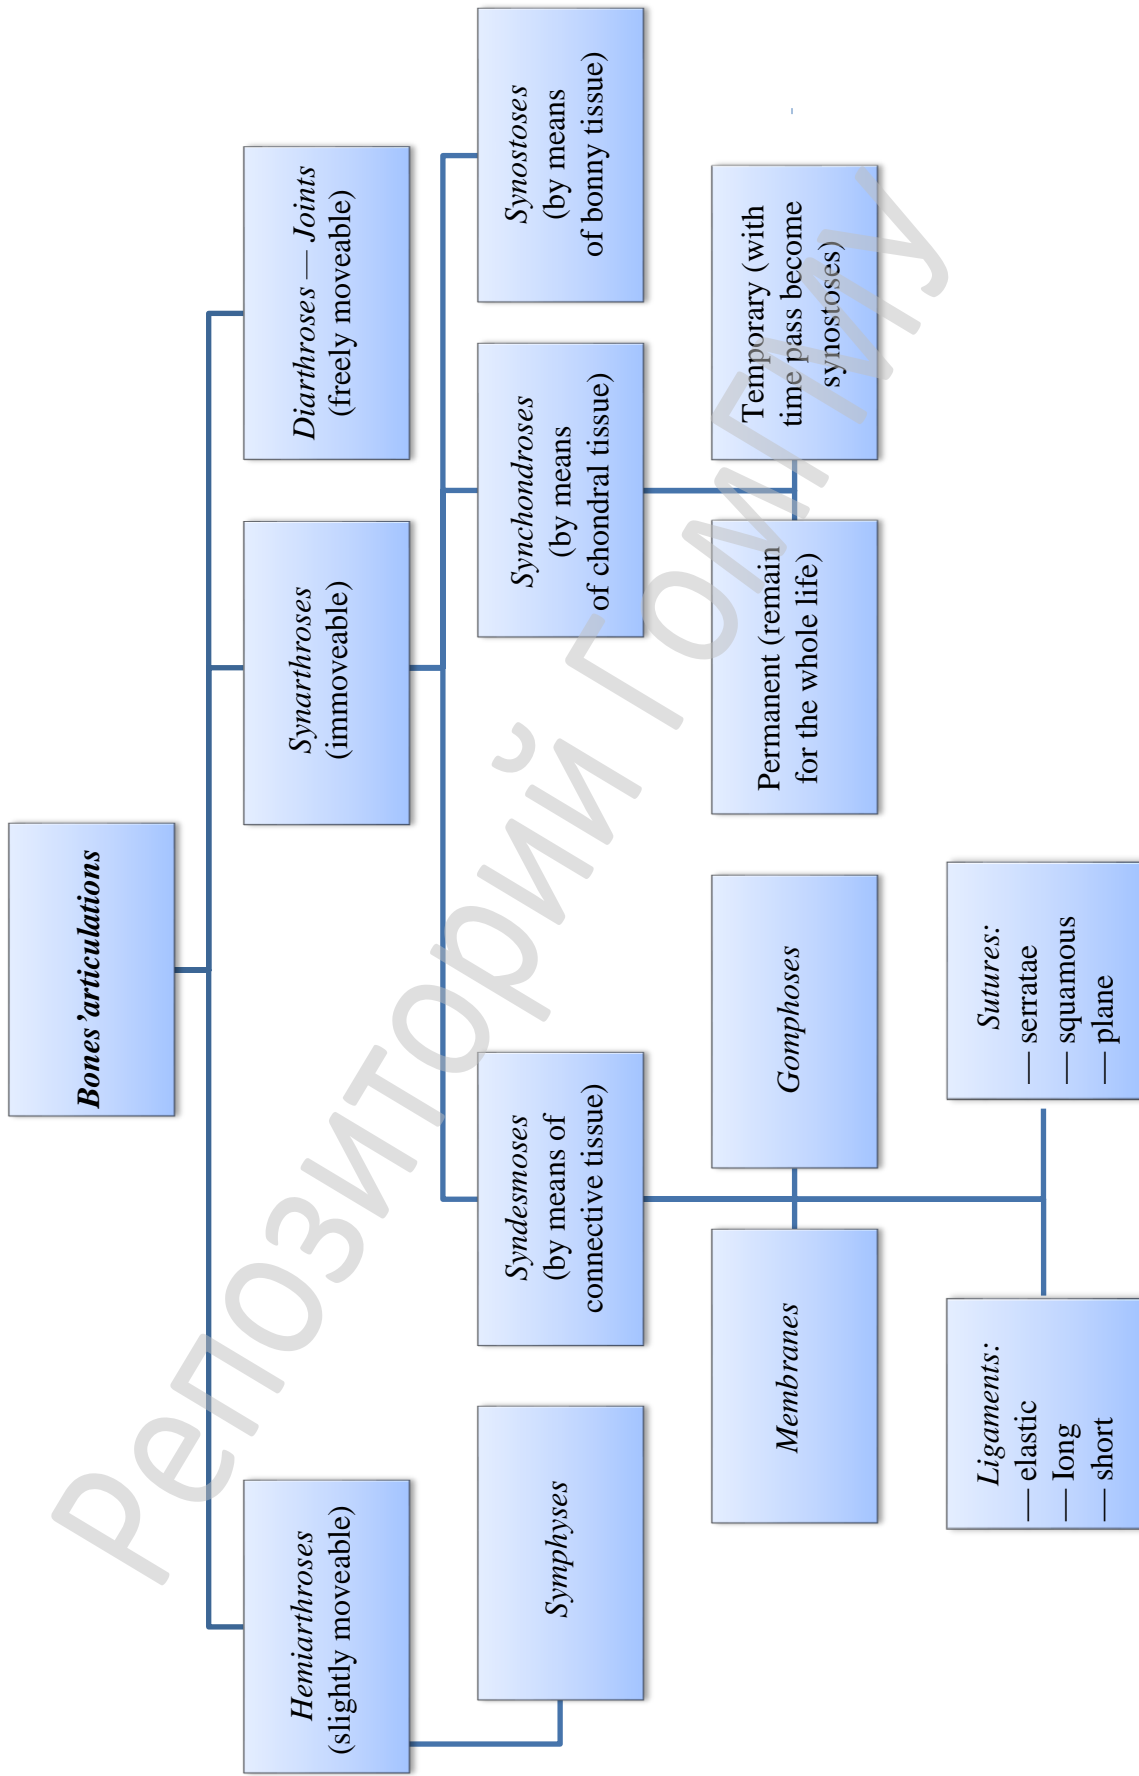 Bones’articulations
Hemiarthroses
(slightly moveable)
Synarthroses
(immoveable)
Diarthroses — Joints
(freely moveable)
Symphyses
Syndesmoses
(by means of
connective tissue)
Synchondroses
(by means
of chondral tissue)
Synostoses
(by means
of bonny tissue)
Membranes
Gomphoses
Permanent (remain
for the whole life)
Temporary (with
time pass become
synostoses)
Ligaments:
— elastic
— long
— short
Sutures:
— serratae
— squamous
— plane
Репозиторий ГомГМУ